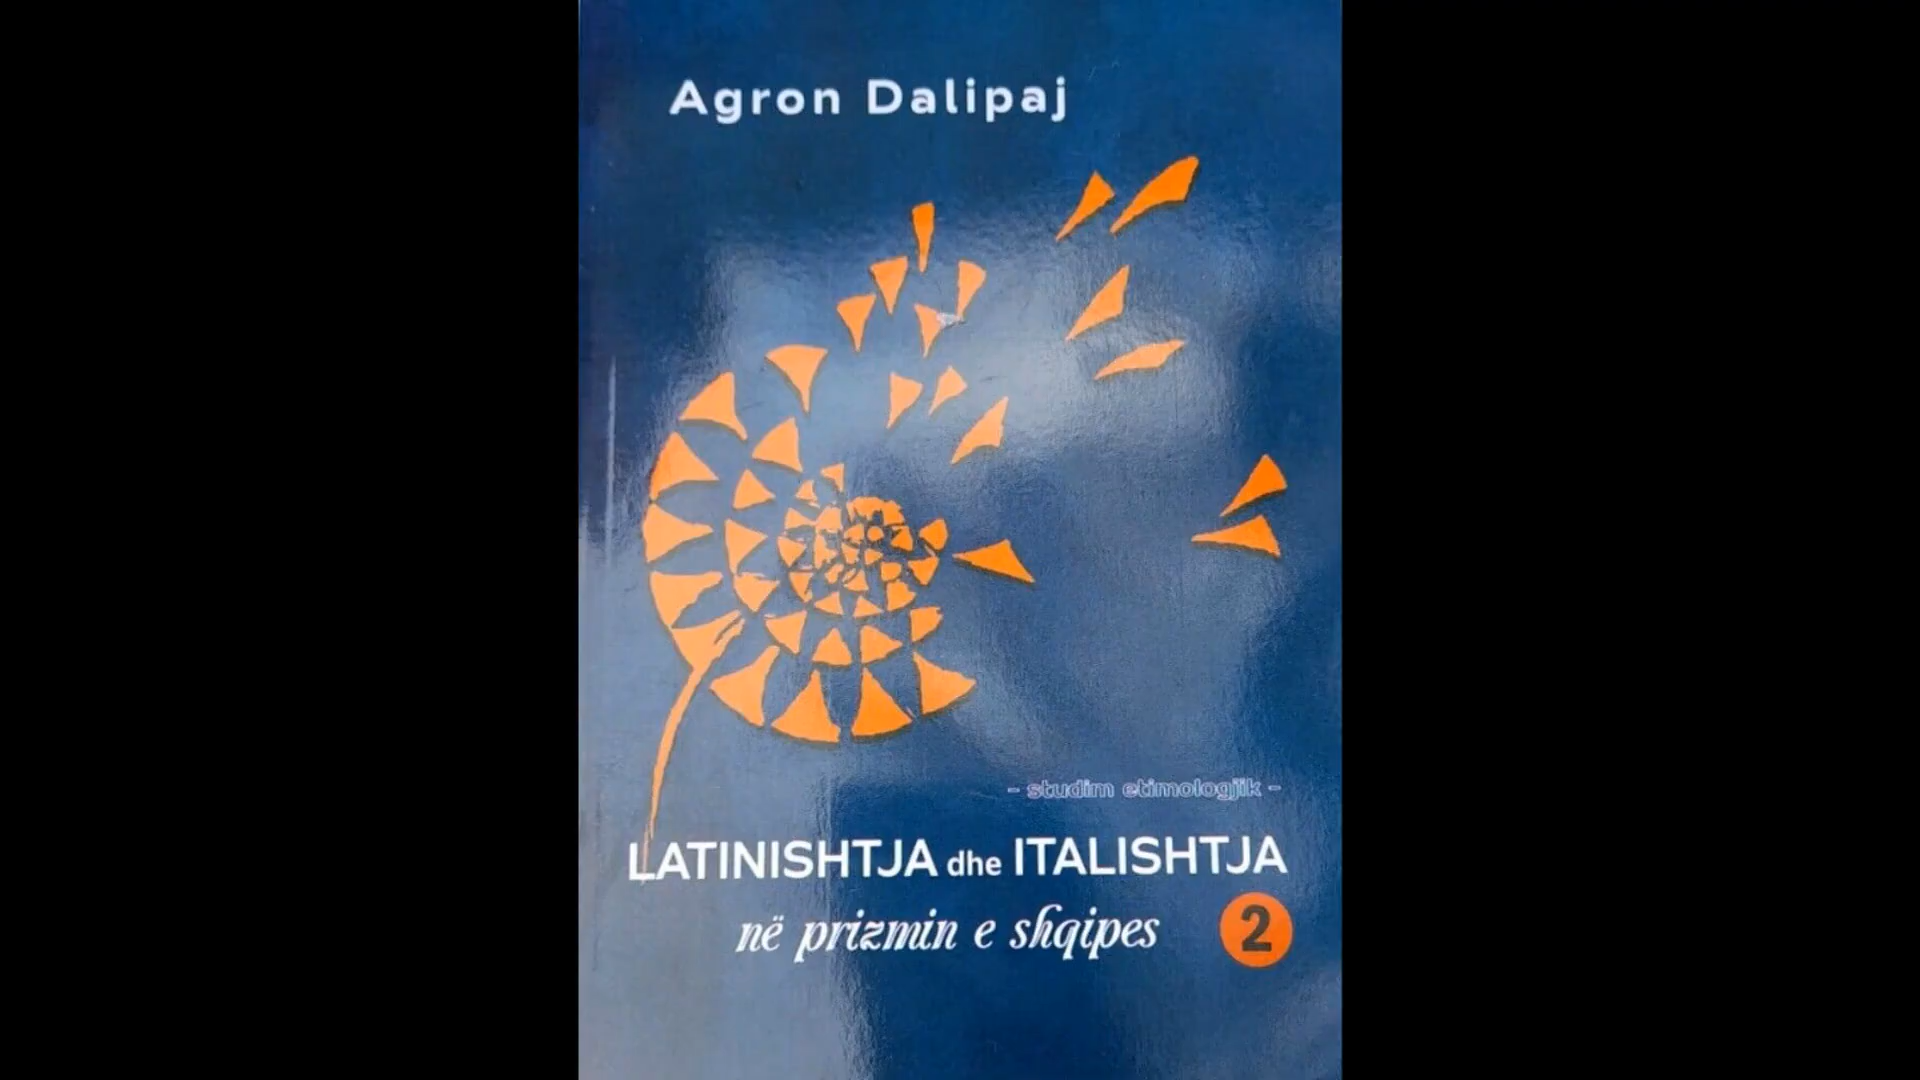 Agron Dalipaj
- studim etimologjik -
LATINISHTJA dhe ITALISHTJA
në prizmin e shqipes
2